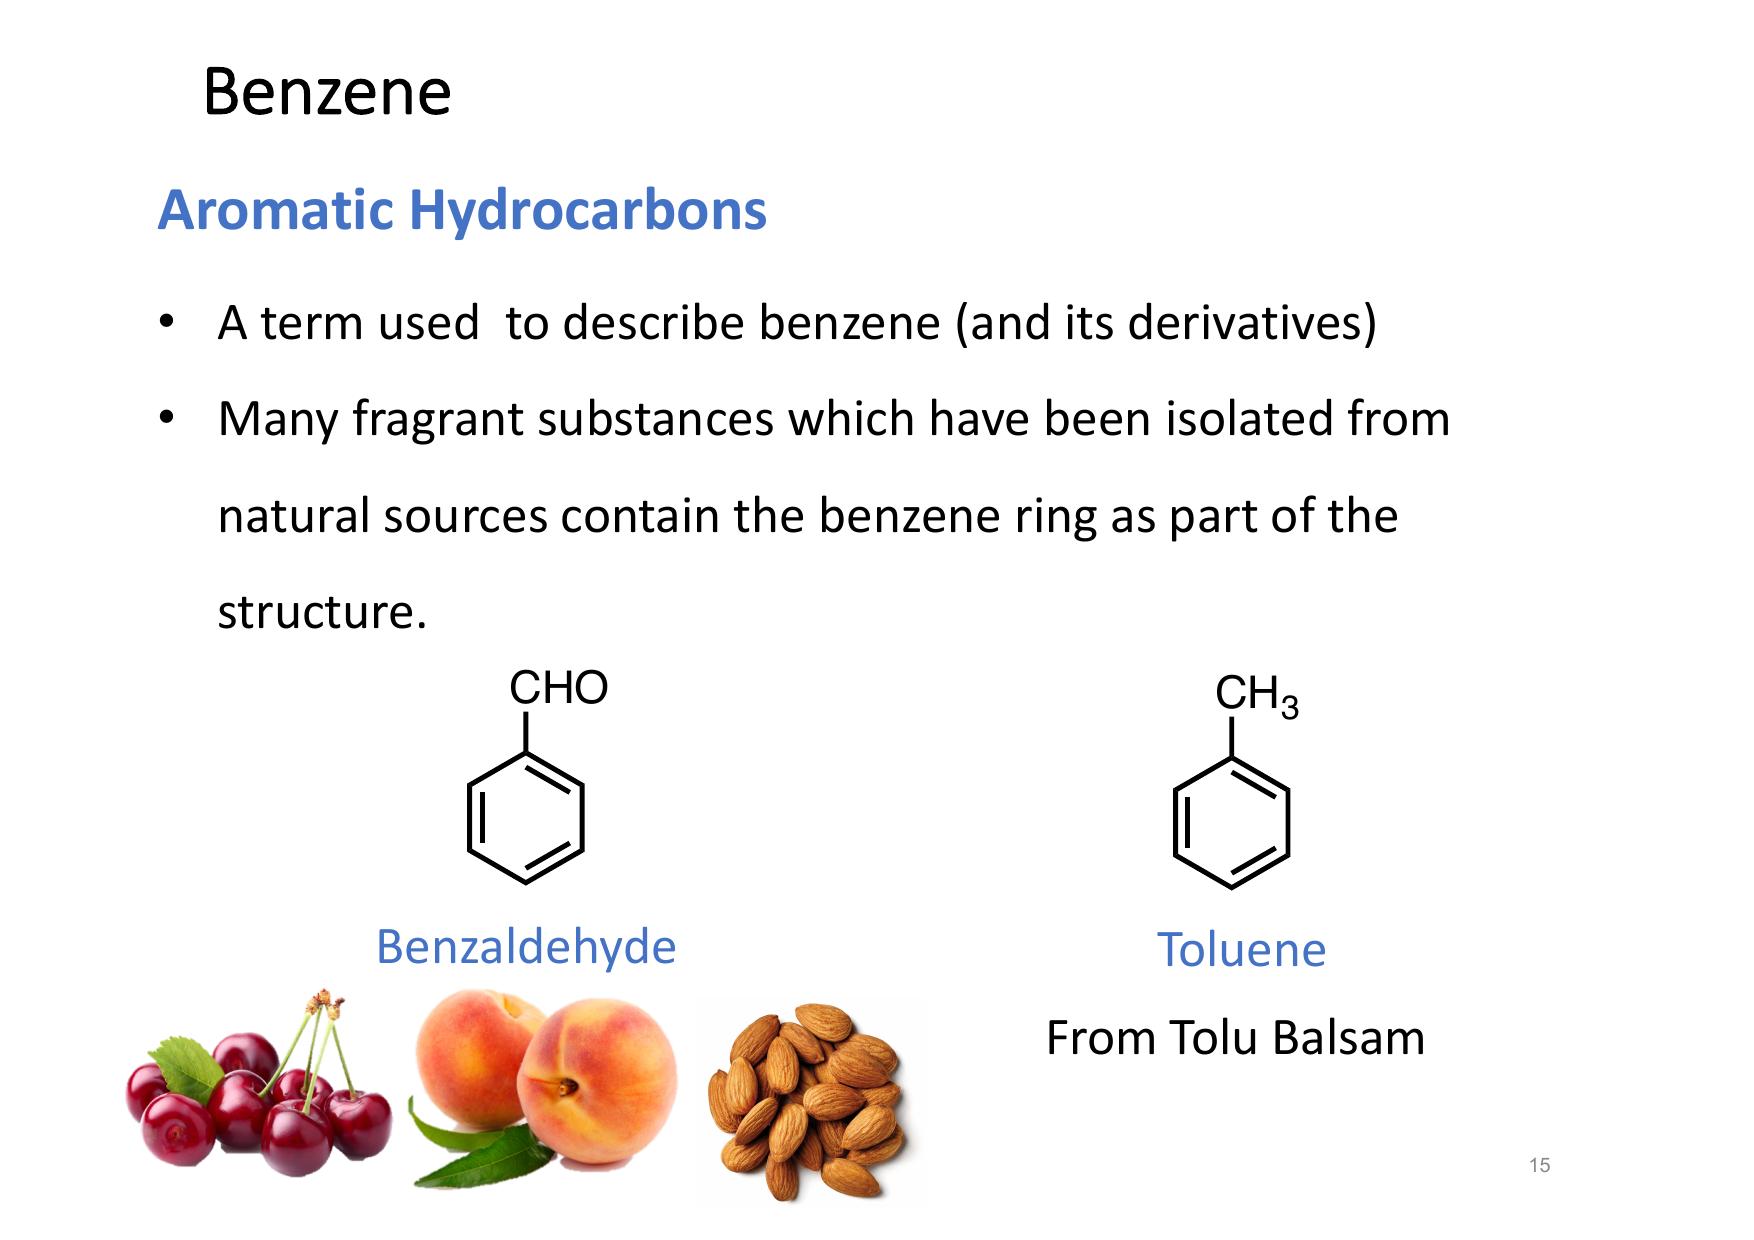 Benzene
Aromatic Hydrocarbons
• A term used  to describe benzene (and its derivatives)
• Many fragrant substances which have been isolated from
natural sources contain the benzene ring as part of the
structure.
CHO
CH₃
Benzaldehyde
Toluene
From Tolu Balsam
15